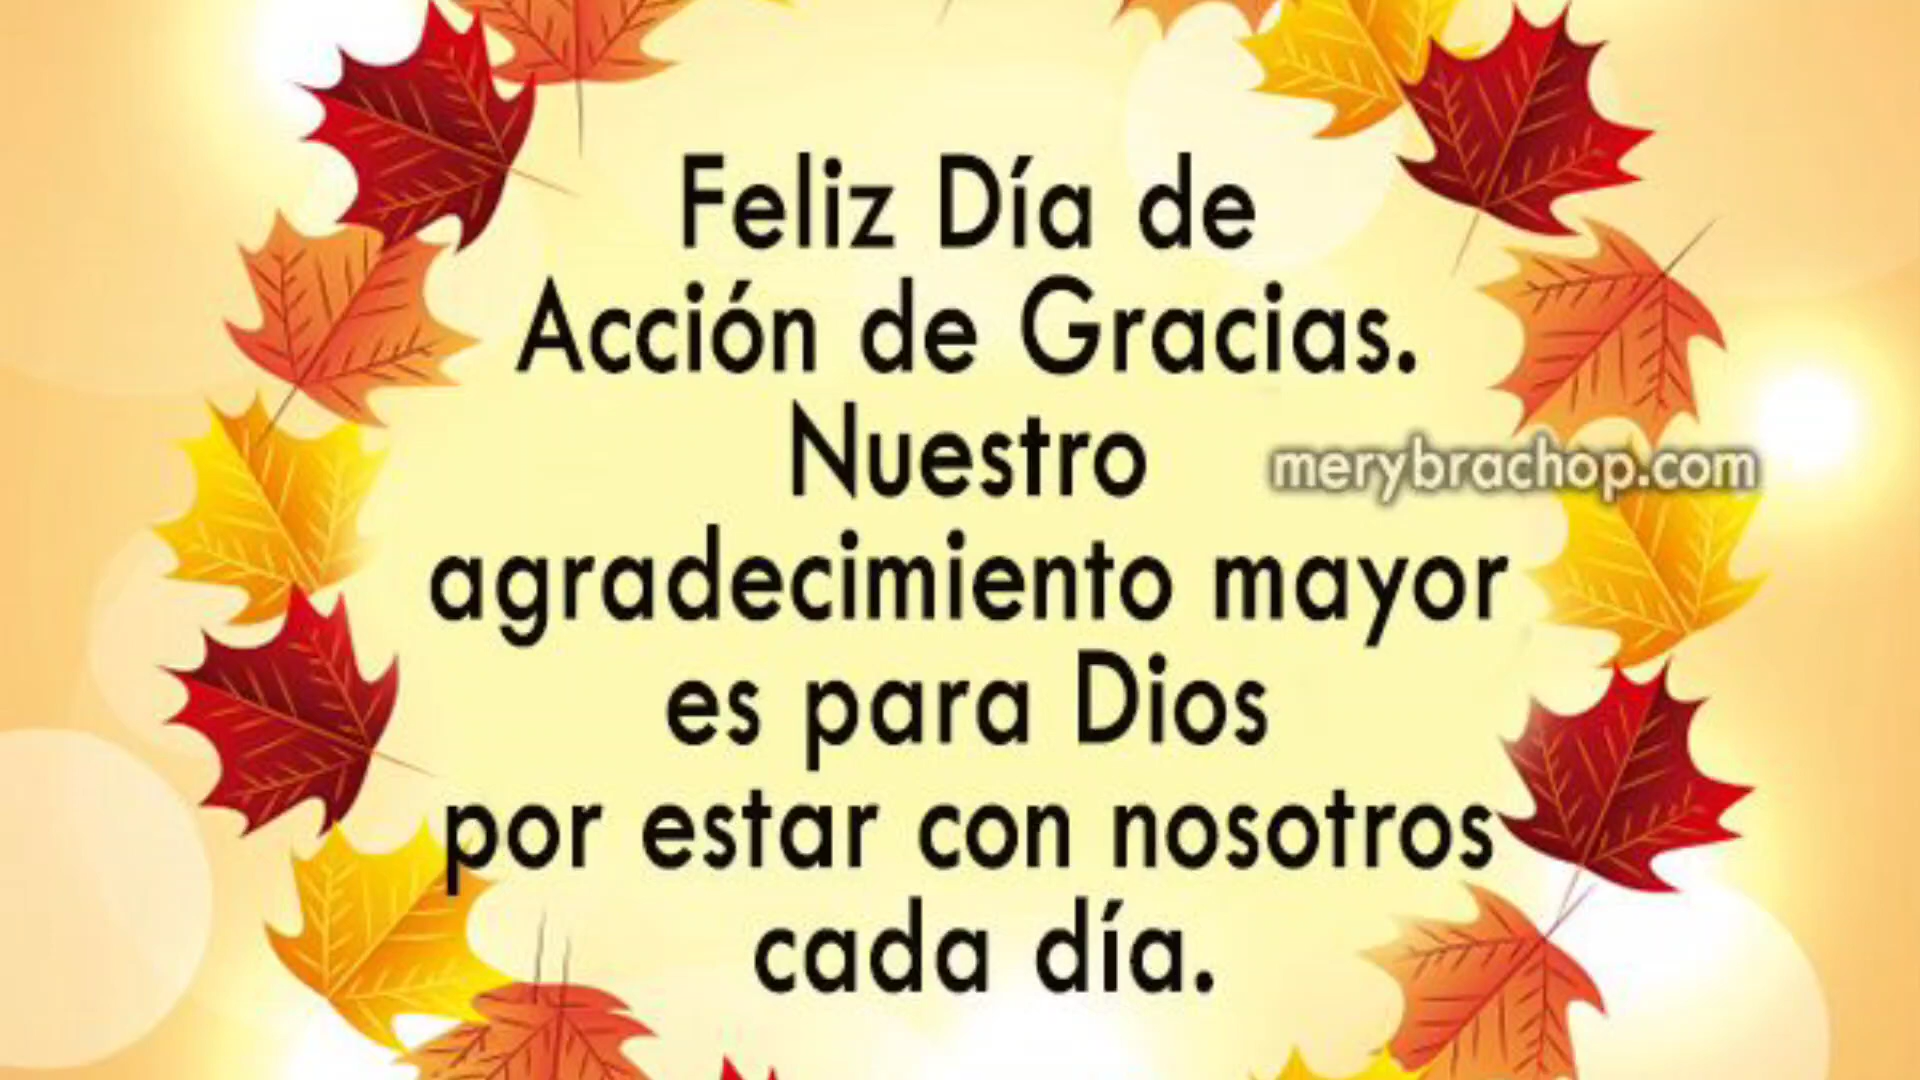 Feliz Día de
Acción de Gracias.
Nuestro
merybrachop.com
agradecimiento mayor
es para Dios
por estar con nosotros
cada día.